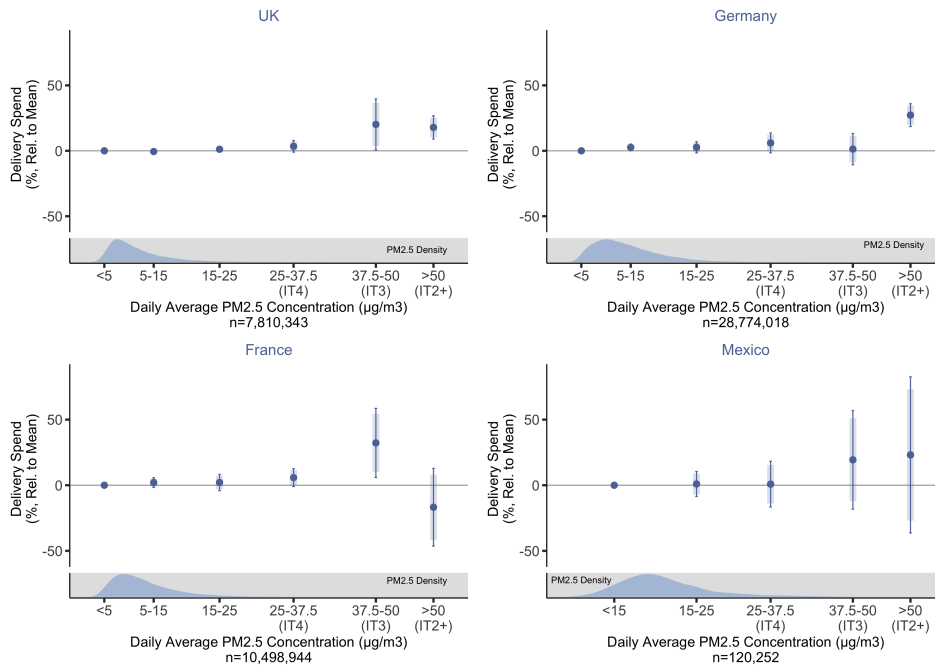 UK
Delivery Spend
(%, Rel. to Mean)
50
0
-50
PM2.5 Density
<5 5-15 15-25 25-37.5 37.5-50 >50
(IT4) (IT3) (IT2+)
Daily Average PM2.5 Concentration (μg/m3)
n=7,810,343
Germany
Delivery Spend
(%, Rel. to Mean)
50
0
-50
PM2.5 Density
<5 5-15 15-25 25-37.5 37.5-50 >50
(IT4) (IT3) (IT2+)
Daily Average PM2.5 Concentration (μg/m3)
n=28,774,018
France
Delivery Spend
(%, Rel. to Mean)
50
0
-50
PM2.5 Density
<5 5-15 15-25 25-37.5 37.5-50 >50
(IT4) (IT3) (IT2+)
Daily Average PM2.5 Concentration (μg/m3)
n=10,498,944
Mexico
Delivery Spend
(%, Rel. to Mean)
50
0
-50
PM2.5 Density
<15 15-25 25-37.5 37.5-50 >50
(IT4) (IT3) (IT2+)
Daily Average PM2.5 Concentration (μg/m3)
n=120,252